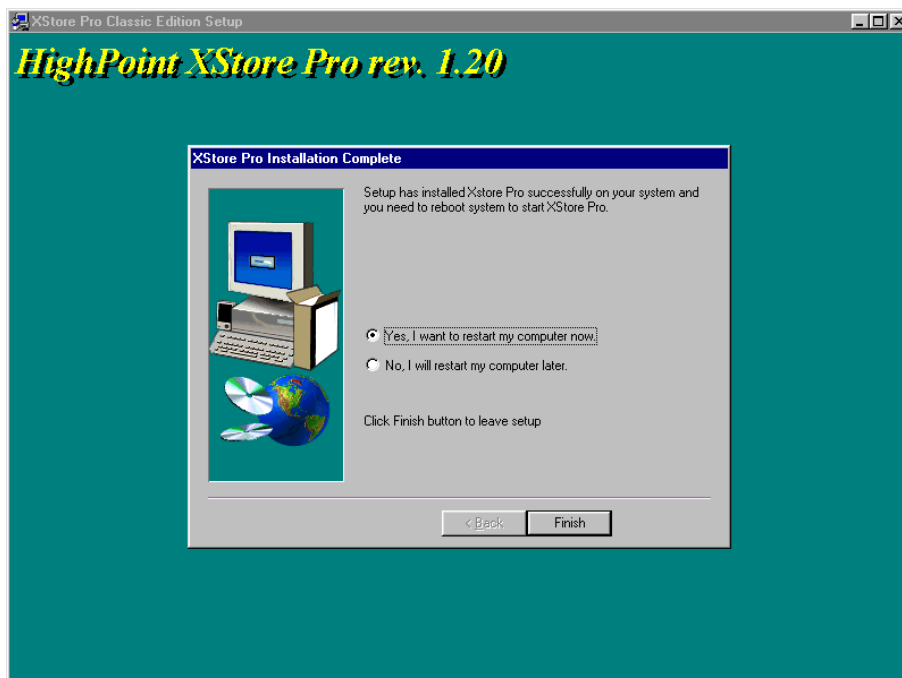 XStore Pro Classic Edition Setup
HighPoint XStore Pro rev. 1.20
XStore Pro Installation Complete
Setup has installed Xstore Pro successfully on your system and
you need to reboot system to start XStore Pro.
Yes, I want to restart my computer now.
No, I will restart my computer later.
Click Finish button to leave setup
< Back
Finish